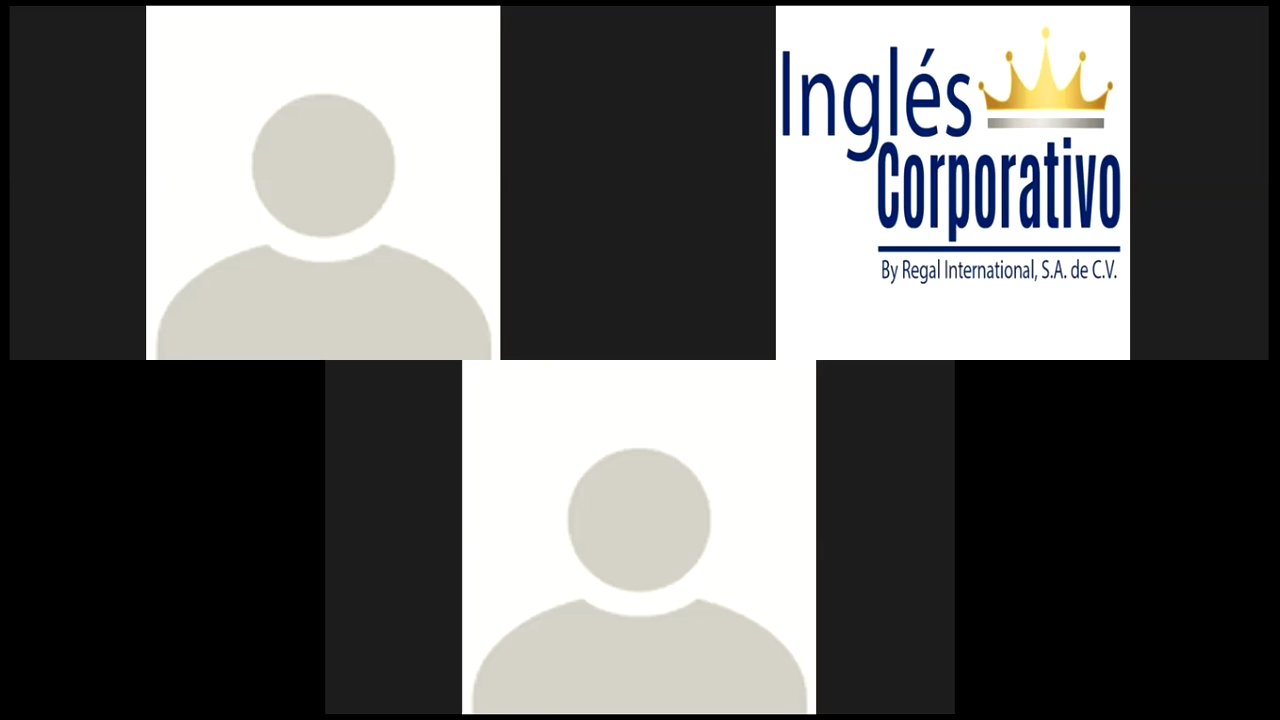 Inglés
Corporativo
By Regal International, S.A. de C.V.